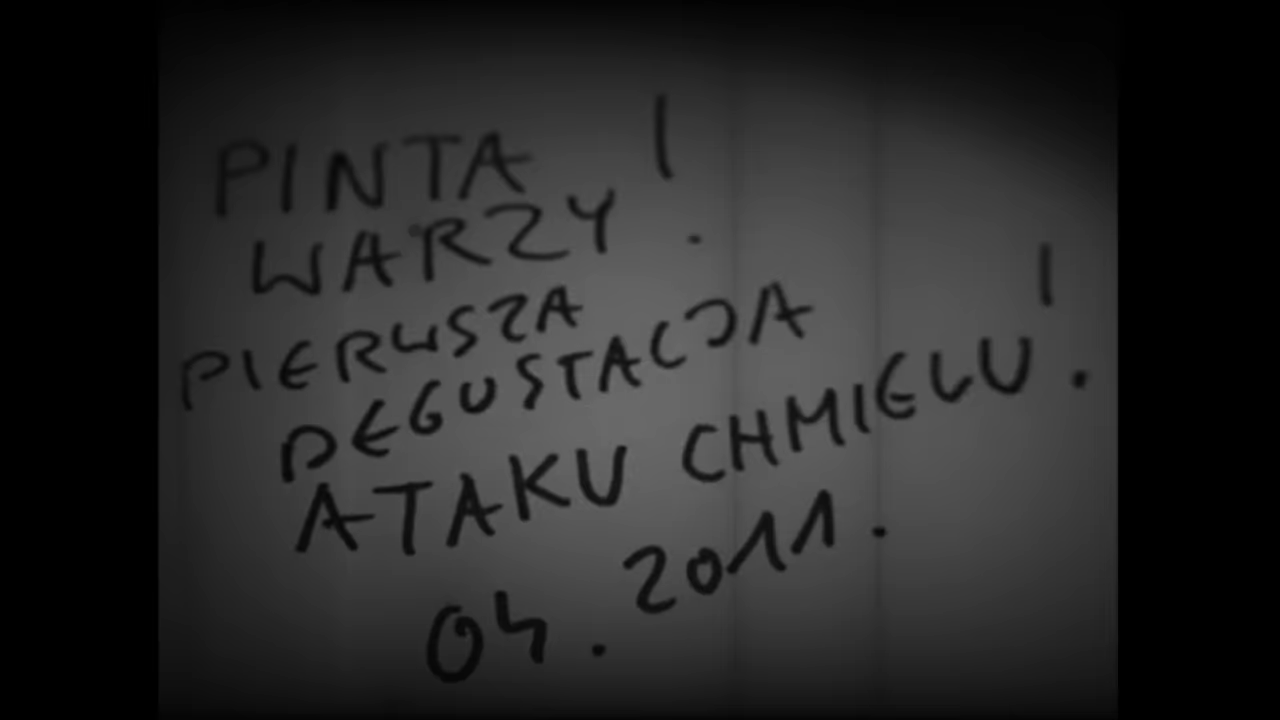 PINTA
WARZY!
PIERWSZA
DEGUSTACJA
ATAKU CHMIELU!
04.2011.